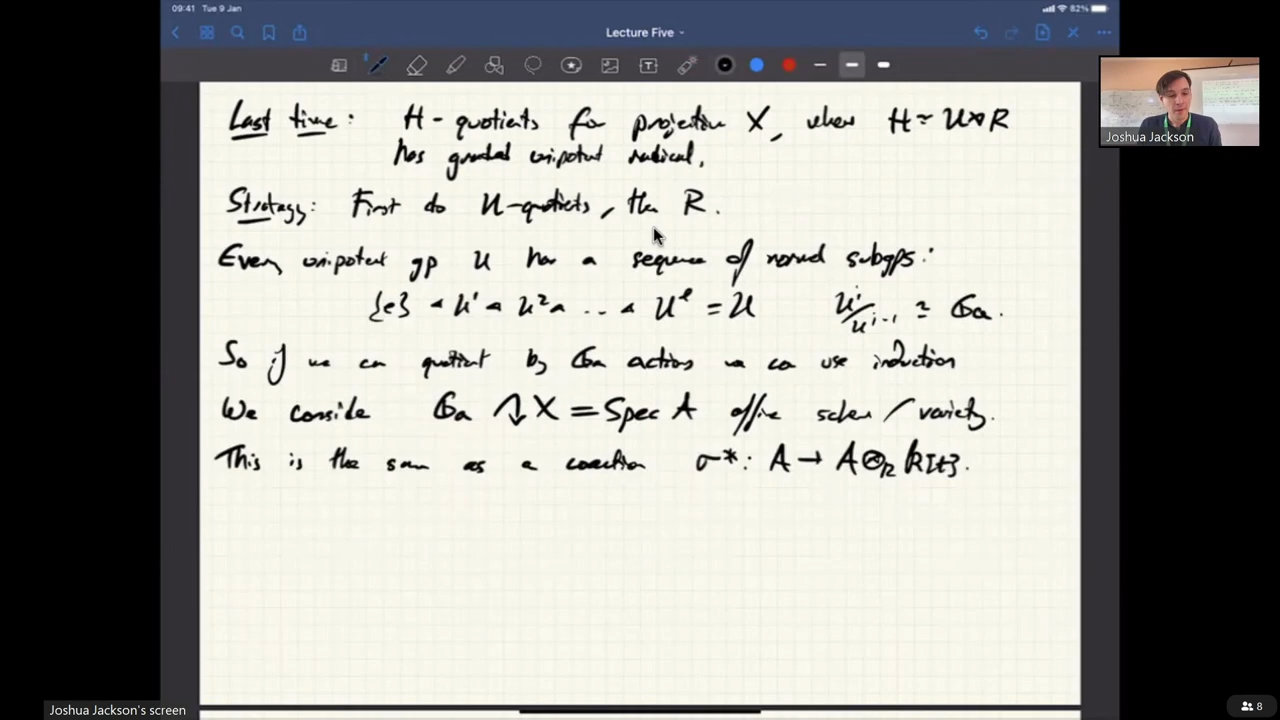 09:41 Tue 9 Jan
82%
Lecture Five
Last time: H-quotients for projective X, where H = U⋊R
has graded unipotent radical.
Strategy: First do U-quotients, then R.
Every unipotent gp U has a sequence of normal subgps:
{e} ◁ U¹ ◁ U² ◁ ... ◁ Uˡ = U    Uⁱ/Uⁱ⁻¹ ≃ Ga.
So if we can quotient by Ga actions we can use induction
We consider Ga ↷ X = Spec A affine scheme/variety.
This is the same as a coaction σ*: A → A⊗ₖ k[t].
Joshua Jackson
Joshua Jackson's screen
8